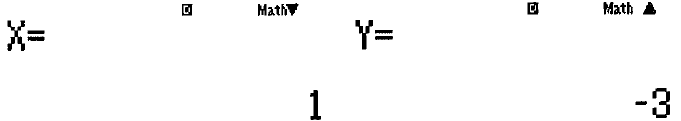 D Math▼ D Math ▲
X= Y=
1 -3